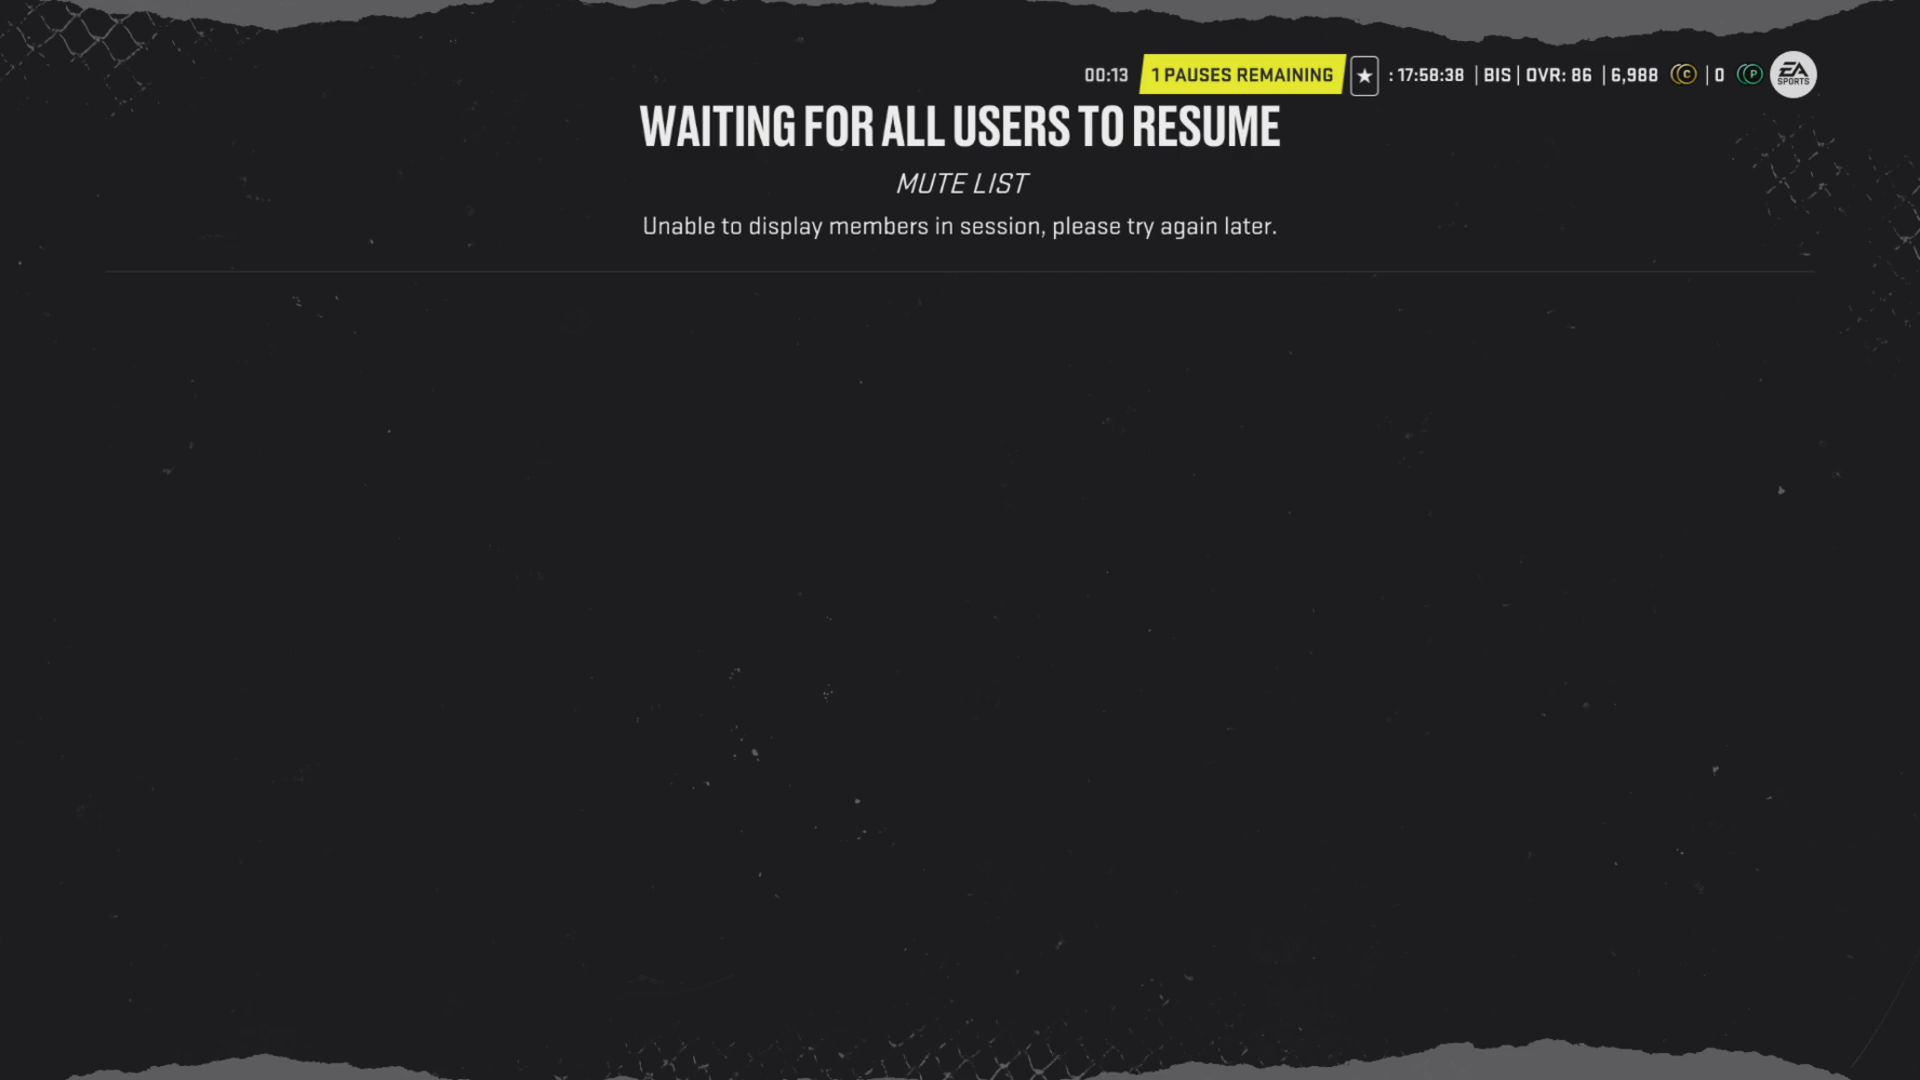 00:13 1 PAUSES REMAINING ★ : 17:58:38 | BIS | OVR: 86 | 6,988 C | 0 P EA SPORTS
WAITING FOR ALL USERS TO RESUME
MUTE LIST
Unable to display members in session, please try again later.